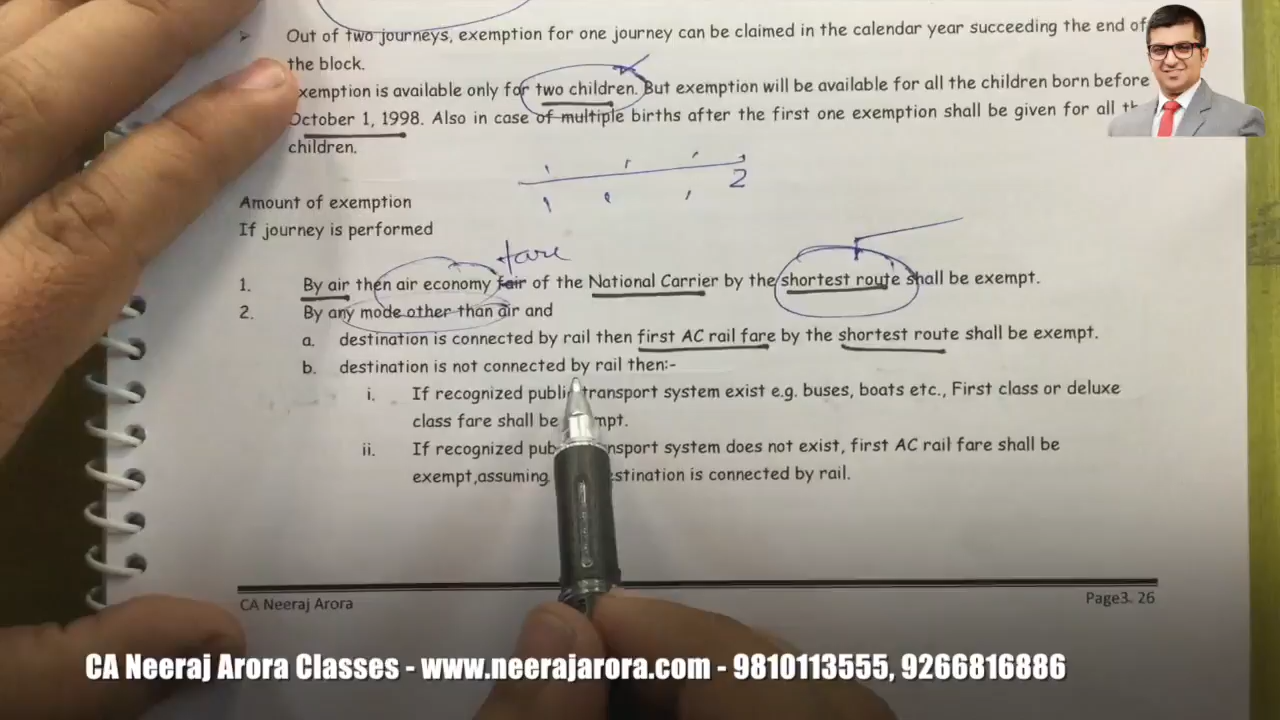 Out of two journeys, exemption for one journey can be claimed in the calendar year succeeding the end of
the block.
exemption is available only for two children. But exemption will be available for all the children born before
October 1, 1998. Also in case of multiple births after the first one exemption shall be given for all
children.
2
Amount of exemption
If journey is performed
fare
1. By air then air economy fair of the National Carrier by the shortest route shall be exempt.
2. By any mode other than air and
a. destination is connected by rail then first AC rail fare by the shortest route shall be exempt.
b. destination is not connected by rail then:-
i. If recognized public transport system exist e.g. buses, boats etc., First class or deluxe
class fare shall be
ii. If recognized nsport system does not exist, first AC rail fare shall be
exempt,assuming stination is connected by rail.
CA Neeraj Arora Page3. 26
CA Neeraj Arora Classes - www.neerajarora.com - 9810113555, 9266816886